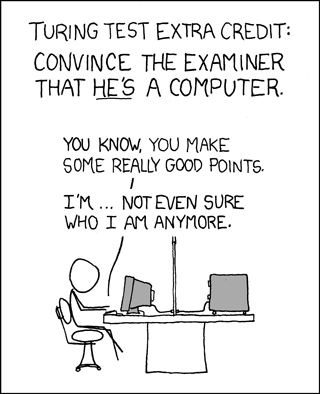 TURING TEST EXTRA CREDIT:
CONVINCE THE EXAMINER
THAT HE'S A COMPUTER.
YOU KNOW, YOU MAKE
SOME REALLY GOOD POINTS.
I'M ... NOT EVEN SURE
WHO I AM ANYMORE.